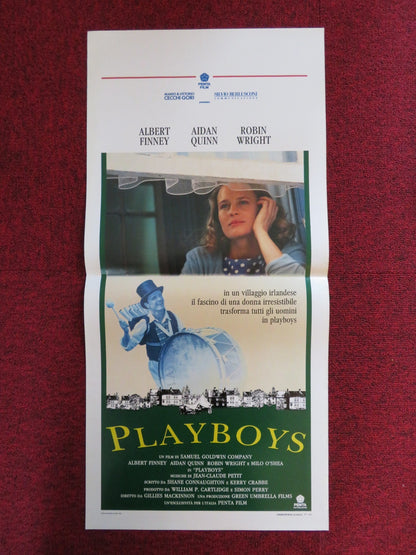 MARIO & VITTORIO
CECCHI GORI
PENTA
FILM
SILVIO BERLUSCONI
COMMUNICATIONS
ALBERT
FINNEY
AIDAN
QUINN
ROBIN
WRIGHT
in un villaggio irlandese
il fascino di una donna irresistibile
trasforma tutti gli uomini
in playboys
PLAYBOYS
UN FILM DI SAMUEL GOLDWIN COMPANY
ALBERT FINNEY AIDAN QUINN ROBIN WRIGHT E MILO O'SHEA
IN "PLAYBOYS"
MUSICHE DI JEAN-CLAUDE PETIT
SCRITTO DA SHANE CONNAUGHTON E KERRY CRABBE
PRODOTTO DA WILLIAM P. CARTLIDGE E SIMON PERRY
DIRETTO DA GILLIES MACKINNON UNA PRODUZIONE GREEN UMBRELLA FILMS
UN'ESCLUSIVITÀ PER L'ITALIA PENTA FILM
PENTA